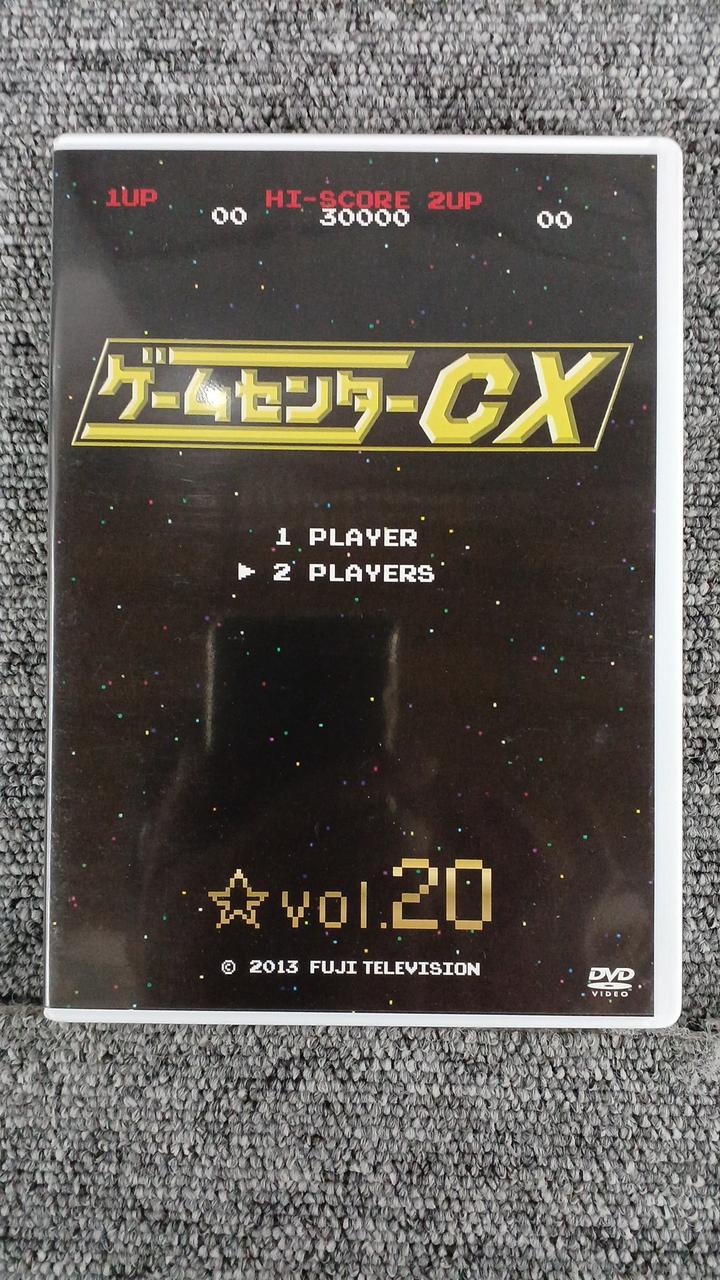 1UP HI-SCORE 2UP
00 30000 00
ゲームセンターCX
1 PLAYER
▶ 2 PLAYERS
☆vol.20
© 2013 FUJI TELEVISION
DVD
VIDEO